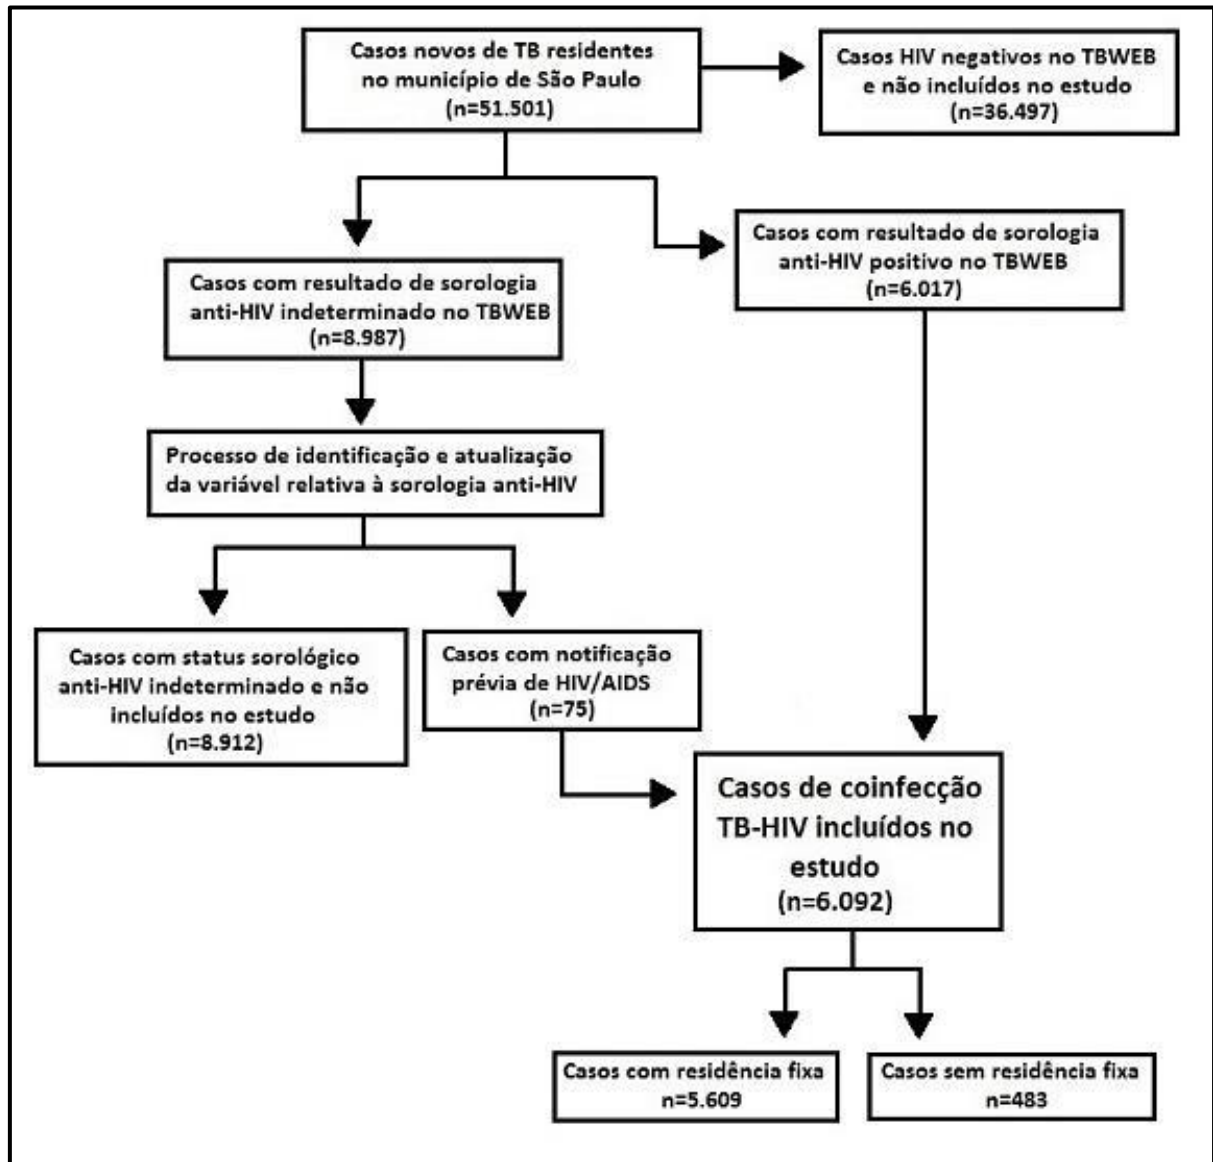 Casos novos de TB residentes
no município de São Paulo
(n=51.501)
Casos HIV negativos no TBWEB
e não incluídos no estudo
(n=36.497)
Casos com resultado de sorologia
anti-HIV positivo no TBWEB
(n=6.017)
Casos com resultado de sorologia
anti-HIV indeterminado no TBWEB
(n=8.987)
Processo de identificação e atualização
da variável relativa à sorologia anti-HIV
Casos com status sorológico
anti-HIV indeterminado e não
incluídos no estudo
(n=8.912)
Casos com notificação
prévia de HIV/AIDS
(n=75)
Casos de coinfecção
TB-HIV incluídos no
estudo
(n=6.092)
Casos com residência fixa
n=5.609
Casos sem residência fixa
n=483